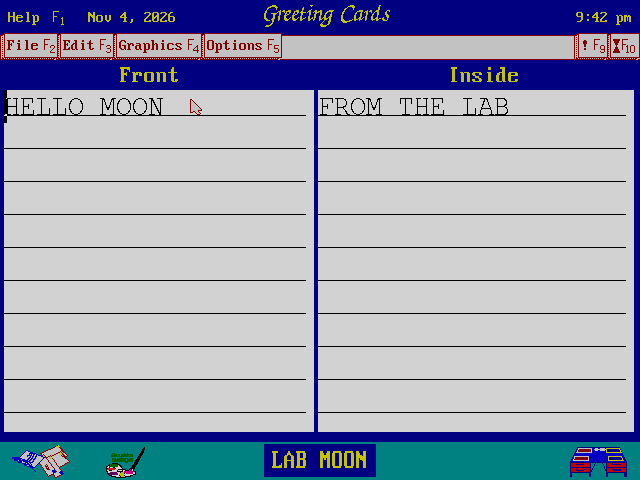 Help F1 Nov 4, 2026 Greeting Cards 9:42 pm
File F2 Edit F3 Graphics F4 Options F5 ! F9 F10
Front Inside
HELLO MOON FROM THE LAB
LAB MOON